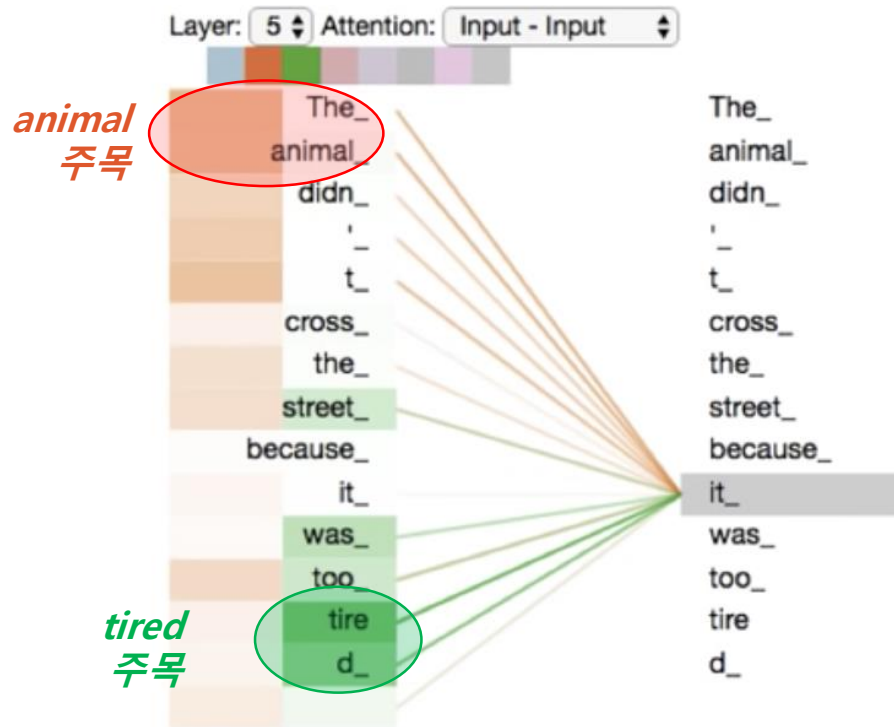 Layer: 5 Attention: Input - Input
animal
주목
The_ The_
animal_ animal_
didn_ didn_
'_ '_
t_ t_
cross_ cross_
the_ the_
street_ street_
because_ because_
it_ it_
was_ was_
too_ too_
tired
주목
tire tire
d_ d_